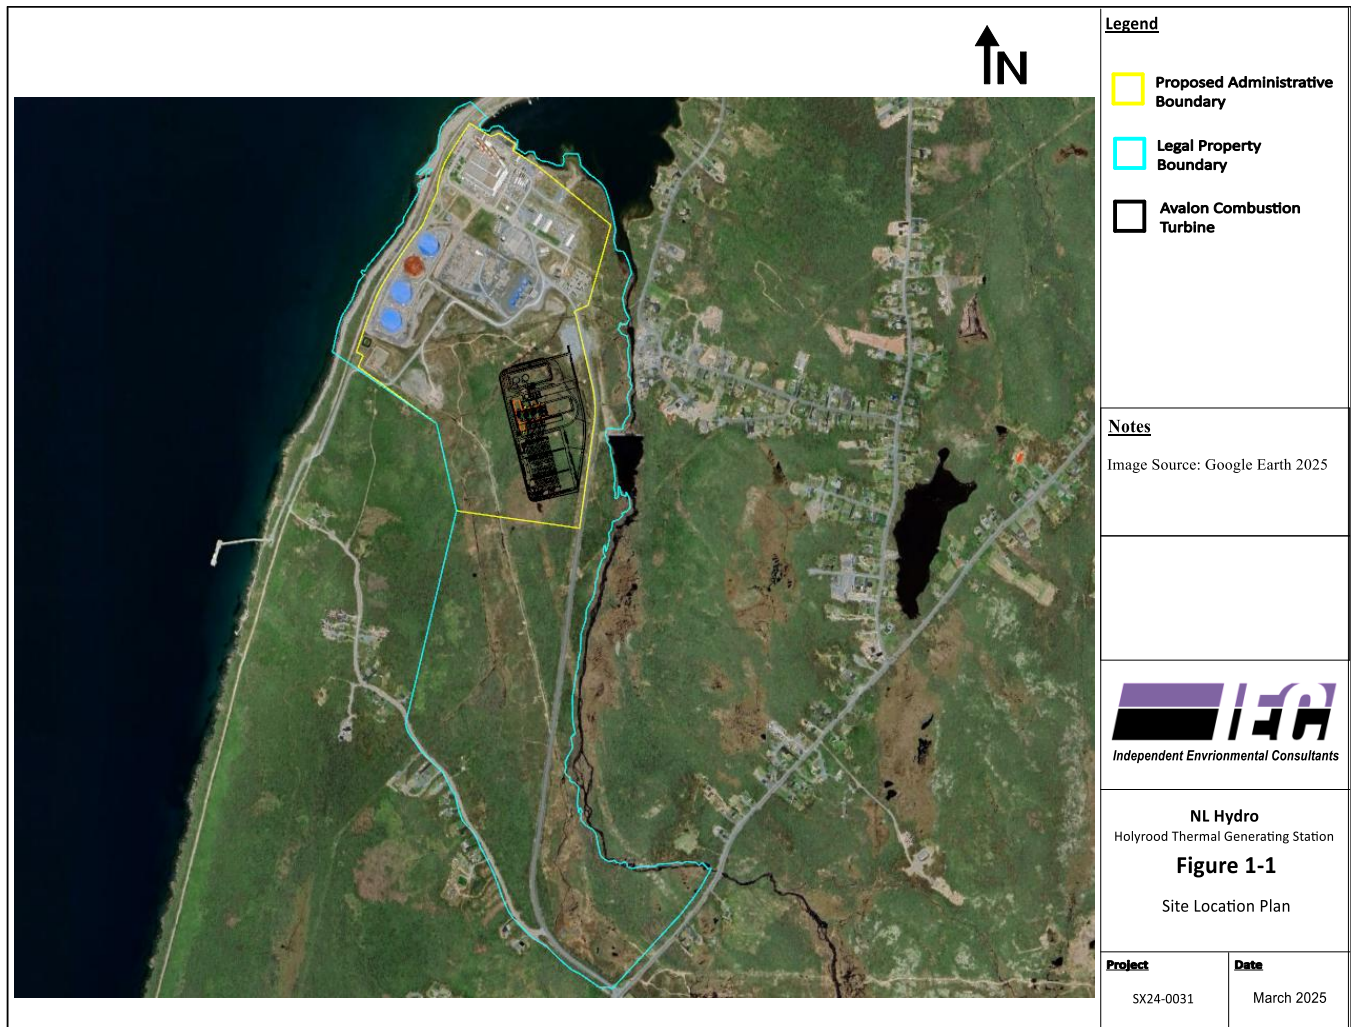 N
Legend
Proposed Administrative
Boundary
Legal Property
Boundary
Avalon Combustion
Turbine
Notes
Image Source: Google Earth 2025
IEC
Independent Envrionmental Consultants
NL Hydro
Holyrood Thermal Generating Station
Figure 1-1
Site Location Plan
Project
SX24-0031
Date
March 2025